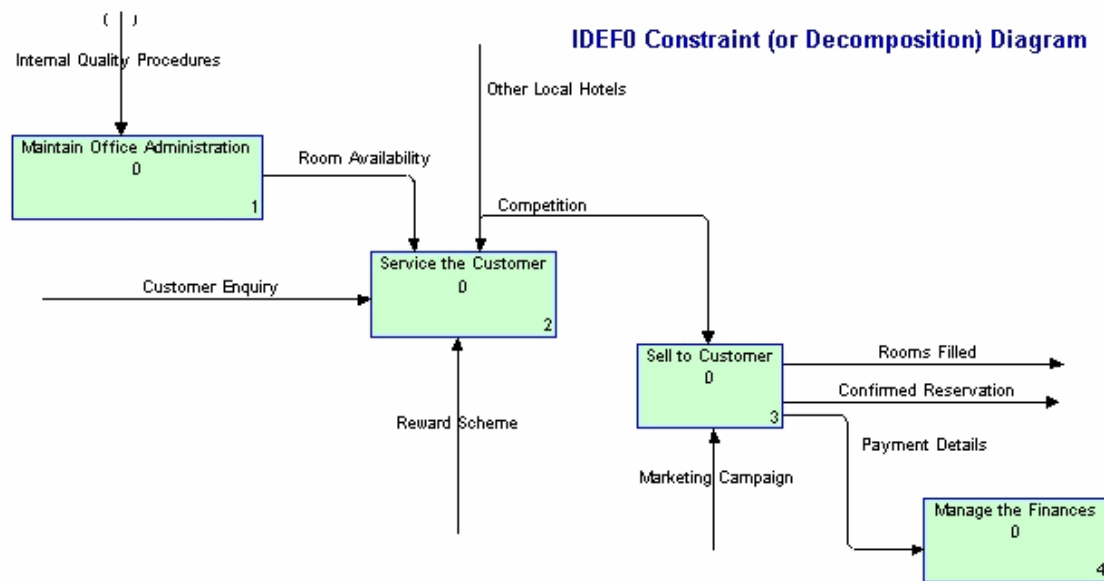 ( )
IDEF0 Constraint (or Decomposition) Diagram
Internal Quality Procedures
Other Local Hotels
Maintain Office Administration
0
1
Room Availability
Competition
Service the Customer
0
2
Customer Enquiry
Sell to Customer
0
3
Rooms Filled
Confirmed Reservation
Reward Scheme
Payment Details
Marketing Campaign
Manage the Finances
0
4